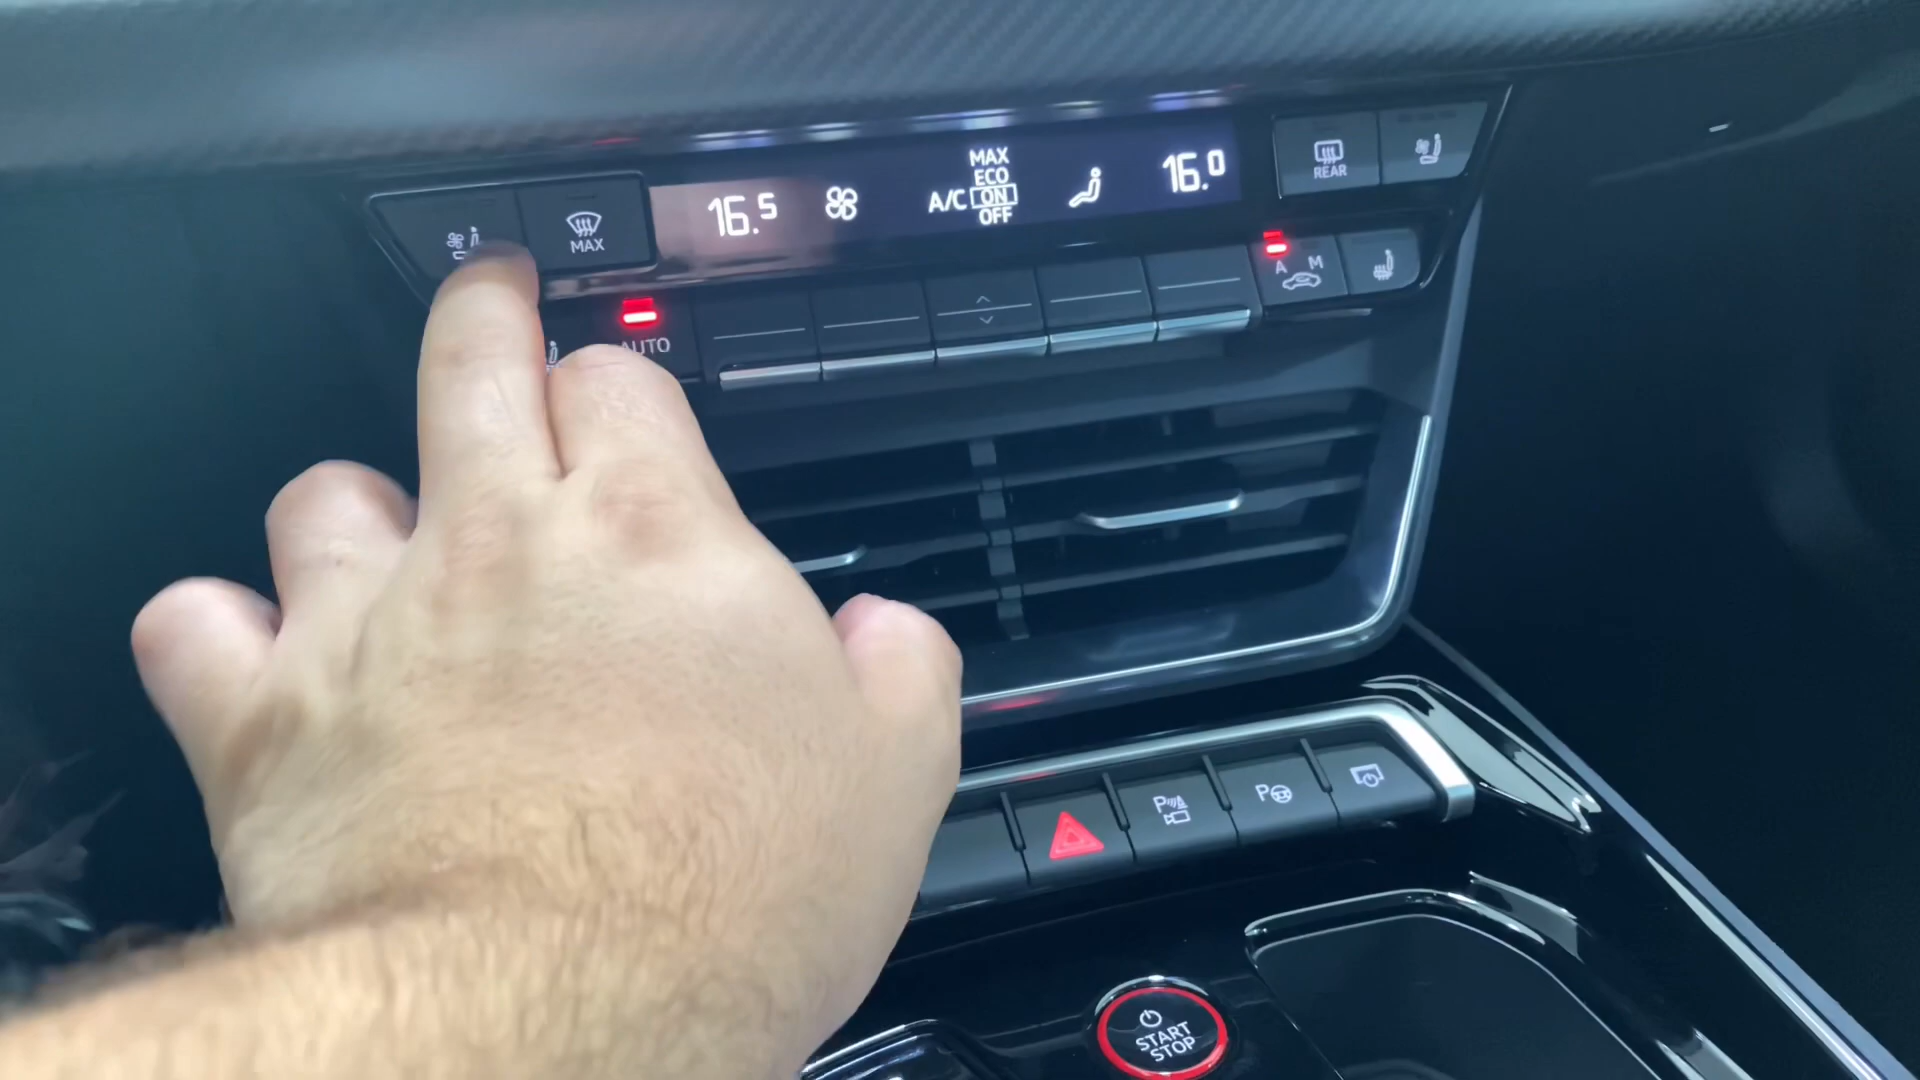 MAX
16.5
MAX
ECO
A/C ON
OFF
16.0
REAR
AUTO
A M
P
P
START
STOP